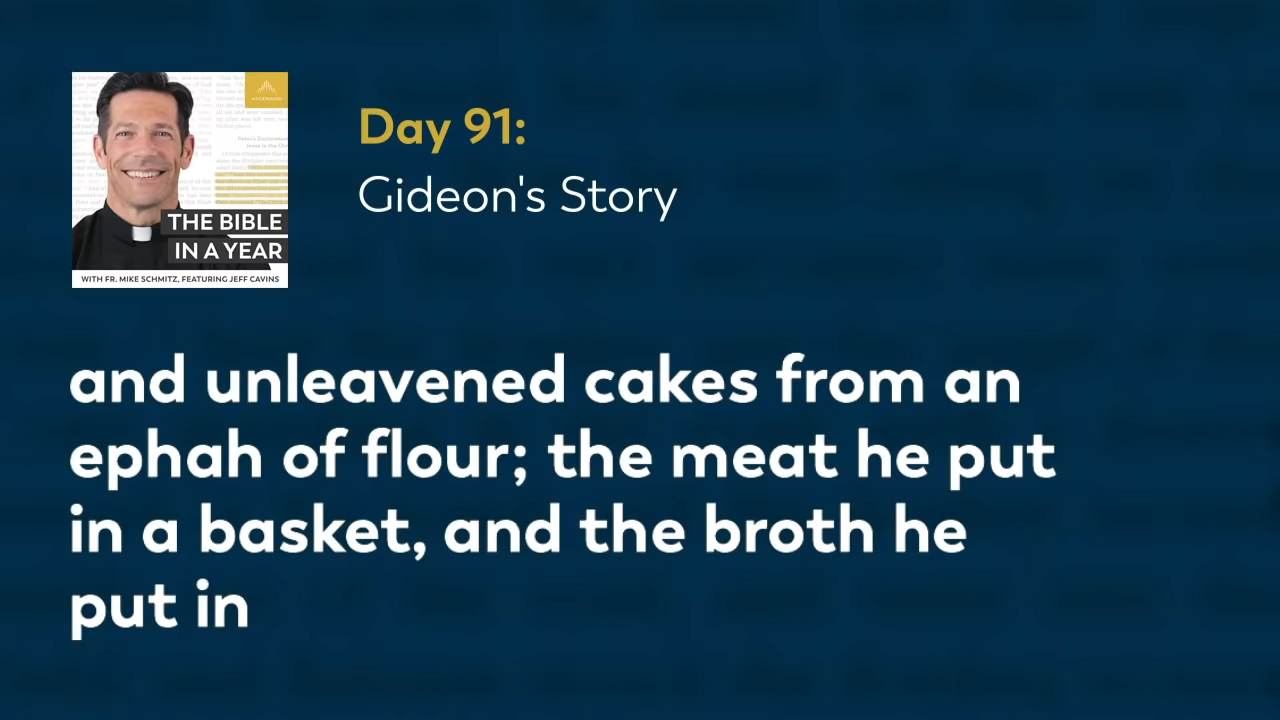 THE BIBLE
IN A YEAR
WITH FR. MIKE SCHMITZ, FEATURING JEFF CAVINS
Day 91:
Gideon's Story
and unleavened cakes from an
ephah of flour; the meat he put
in a basket, and the broth he
put in